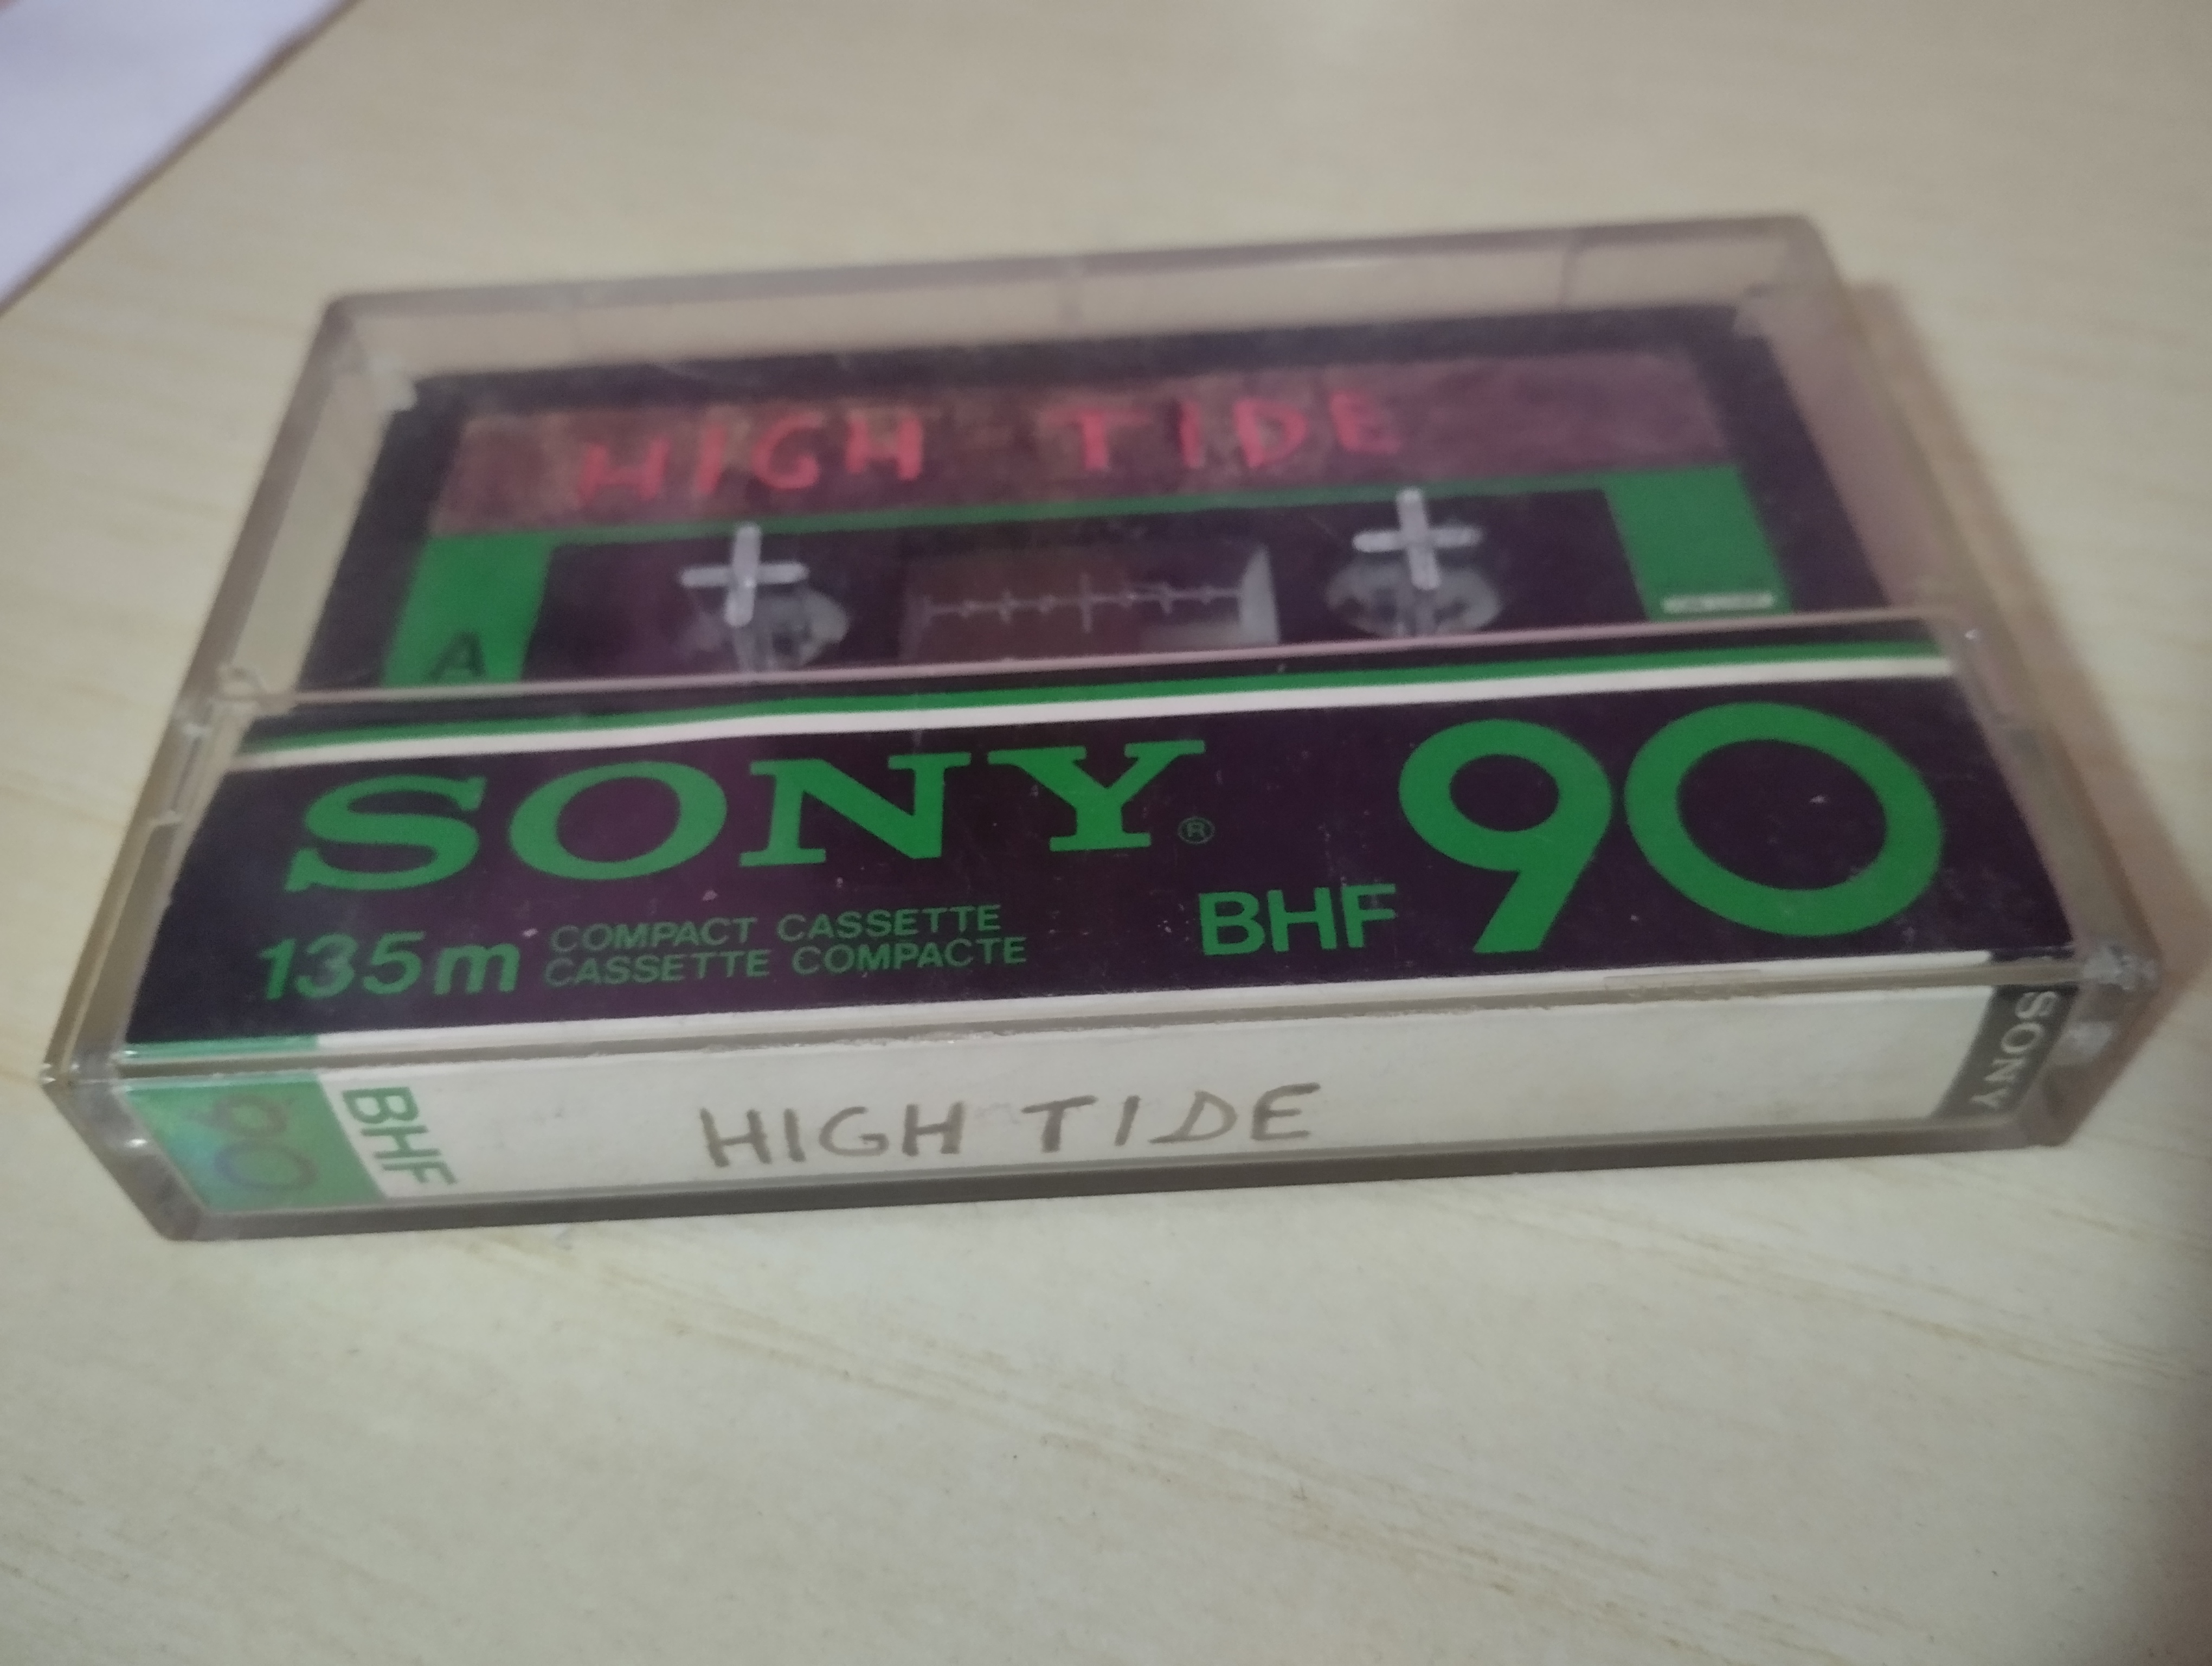 HIGH TIDE
A
SONY® 90
BHF
135m COMPACT CASSETTE
CASSETTE COMPACTE
90 BHF HIGH TIDE SONY